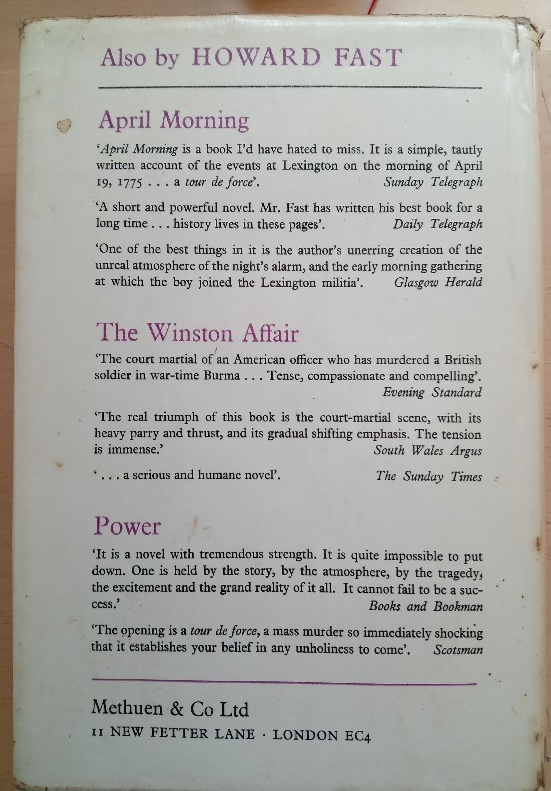 Also by HOWARD FAST
April Morning
‘April Morning is a book I’d have hated to miss. It is a simple, tautly
written account of the events at Lexington on the morning of April
19, 1775 . . . a tour de force’. Sunday Telegraph
‘A short and powerful novel. Mr. Fast has written his best book for a
long time . . . history lives in these pages’. Daily Telegraph
‘One of the best things in it is the author’s unerring creation of the
unreal atmosphere of the night’s alarm, and the early morning gathering
at which the boy joined the Lexington militia’. Glasgow Herald
The Winston Affair
‘The court martial of an American officer who has murdered a British
soldier in war-time Burma . . . Tense, compassionate and compelling’.
Evening Standard
‘The real triumph of this book is the court-martial scene, with its
heavy parry and thrust, and its gradual shifting emphasis. The tension
is immense.’ South Wales Argus
‘ . . . a serious and humane novel’. The Sunday Times
Power
‘It is a novel with tremendous strength. It is quite impossible to put
down. One is held by the story, by the atmosphere, by the tragedy,
the excitement and the grand reality of it all. It cannot fail to be a suc-
cess.’ Books and Bookman
‘The opening is a tour de force, a mass murder so immediately shocking
that it establishes your belief in any unholiness to come’. Scotsman
Methuen & Co Ltd
11 NEW FETTER LANE · LONDON EC4